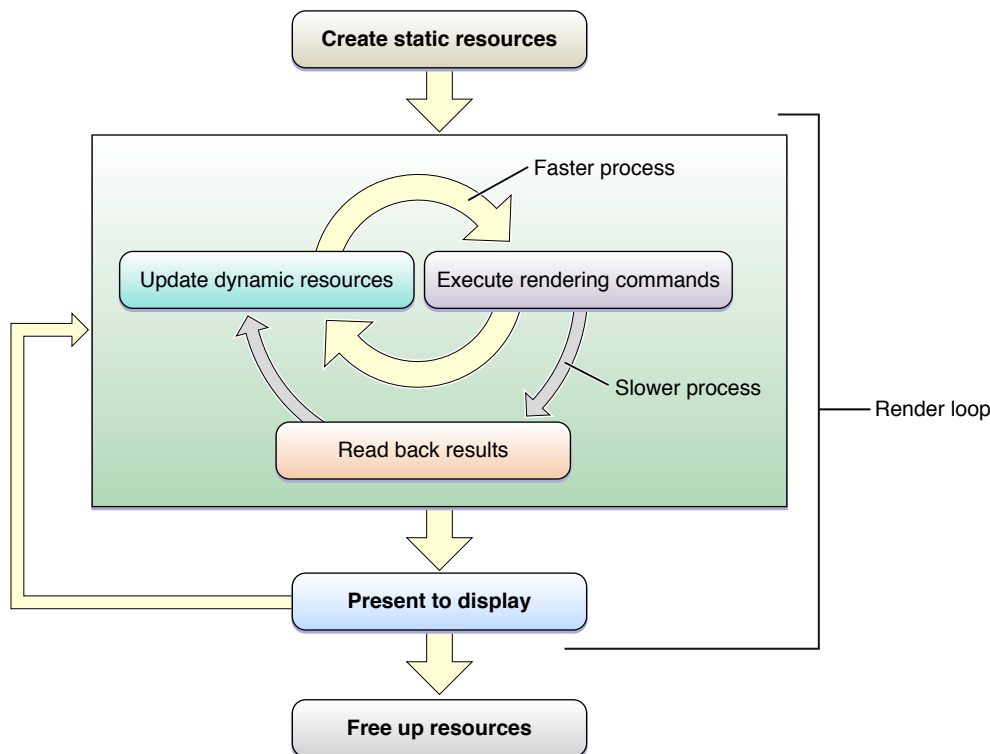 Create static resources
Faster process
Update dynamic resources
Execute rendering commands
Slower process
Render loop
Read back results
Present to display
Free up resources